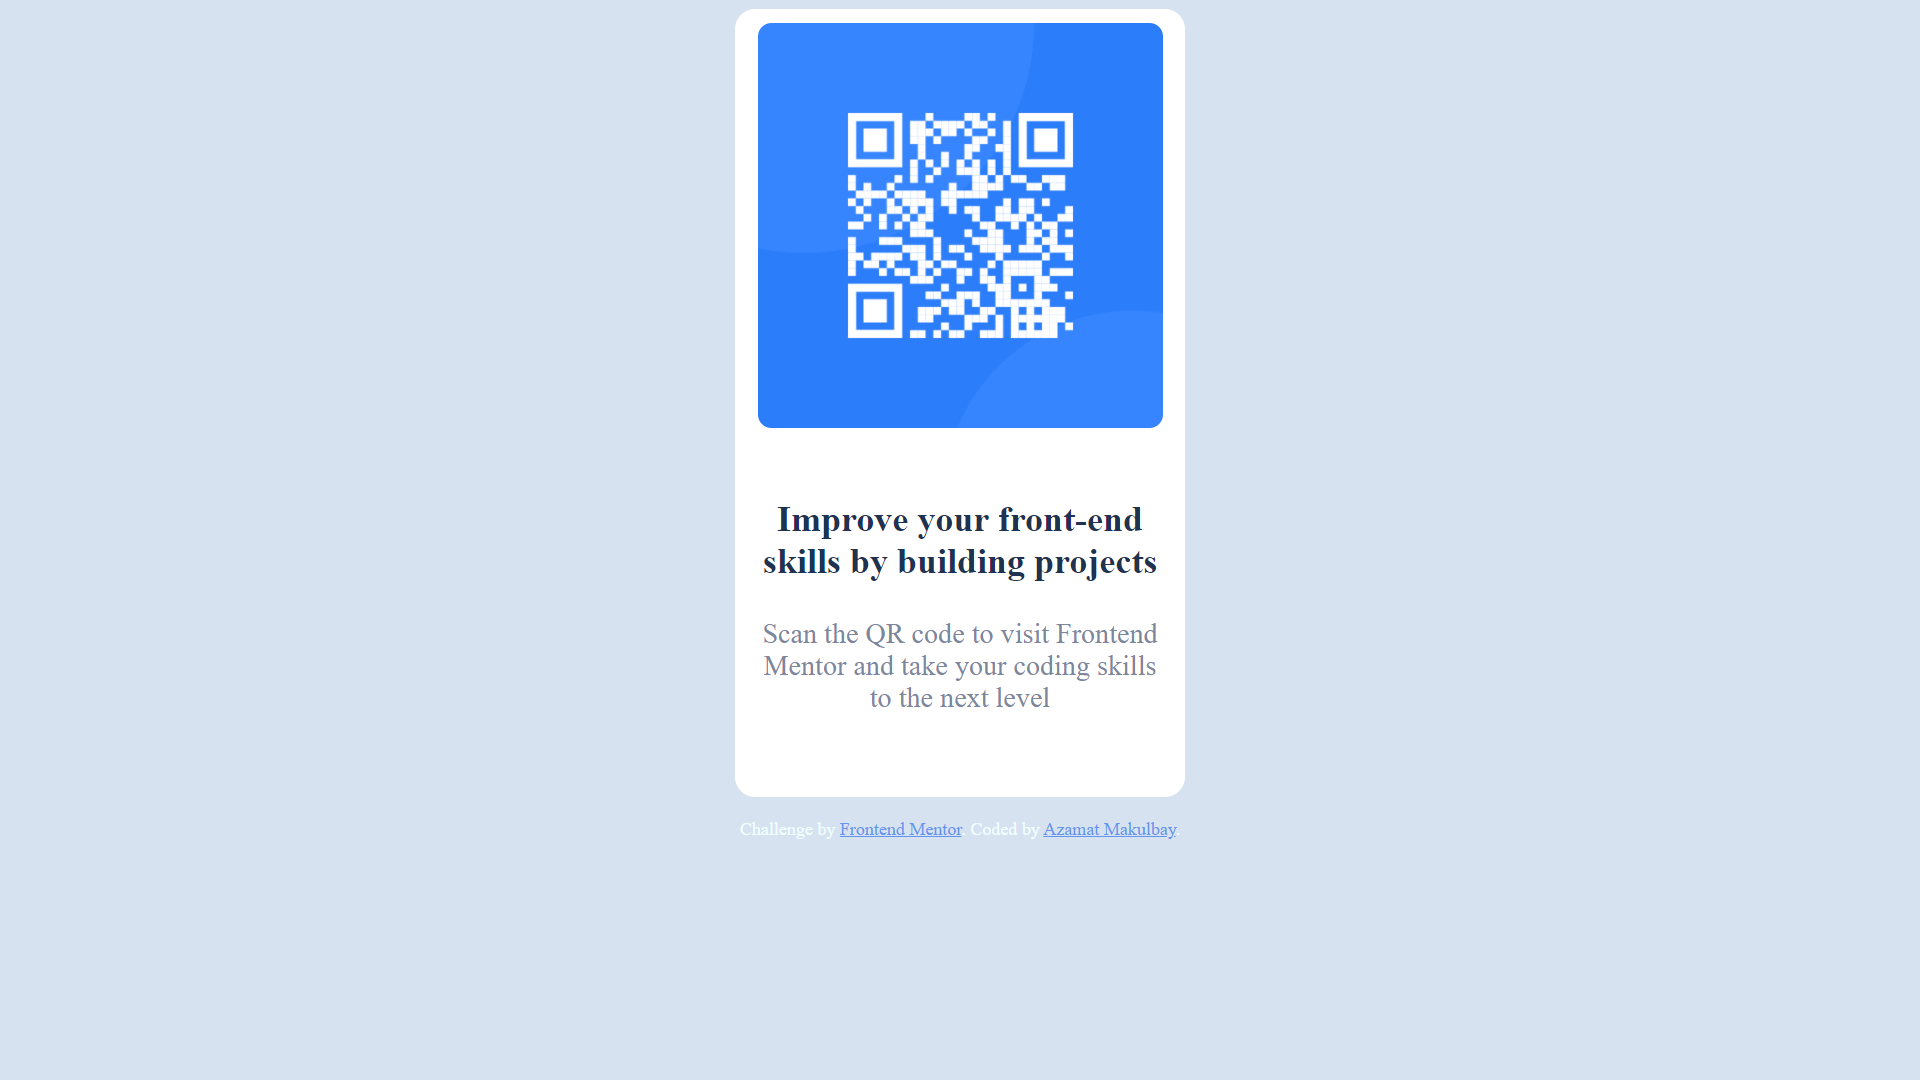 Improve your front-end
skills by building projects
Scan the QR code to visit Frontend
Mentor and take your coding skills
to the next level
Challenge by Frontend Mentor. Coded by Azamat Makulbay.